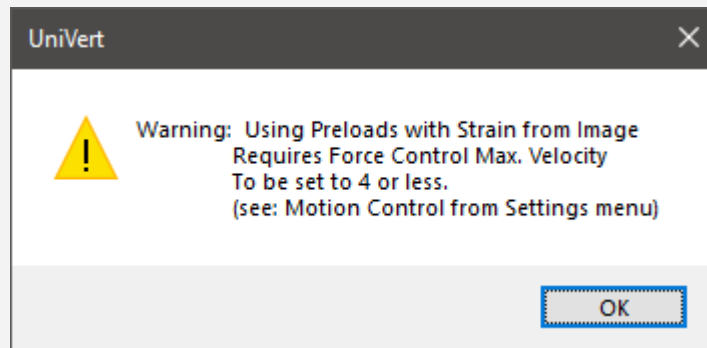 UniVert
Warning: Using Preloads with Strain from Image
Requires Force Control Max. Velocity
To be set to 4 or less.
(see: Motion Control from Settings menu)
OK